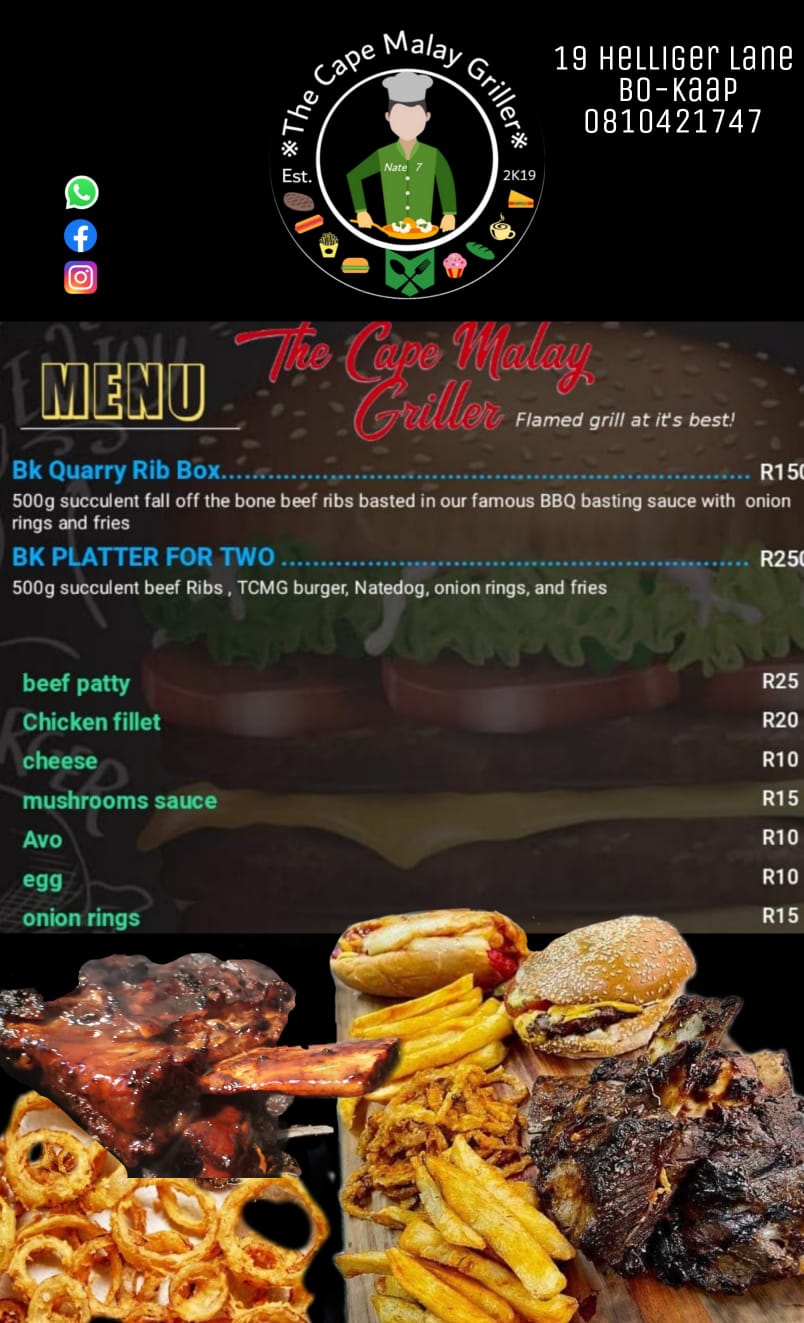 ※The Cape Malay Griller※
Est.
2K19
Nate 7
19 Helliger Lane
Bo-Kaap
0810421747
MENU
The Cape Malay
Griller
Flamed grill at it's best!
Bk Quarry Rib Box R150
500g succulent fall off the bone beef ribs basted in our famous BBQ basting sauce with onion
rings and fries
BK PLATTER FOR TWO R250
500g succulent beef Ribs , TCMG burger, Natedog, onion rings, and fries
beef patty R25
Chicken fillet R20
cheese R10
mushrooms sauce R15
Avo R10
egg R10
onion rings R15